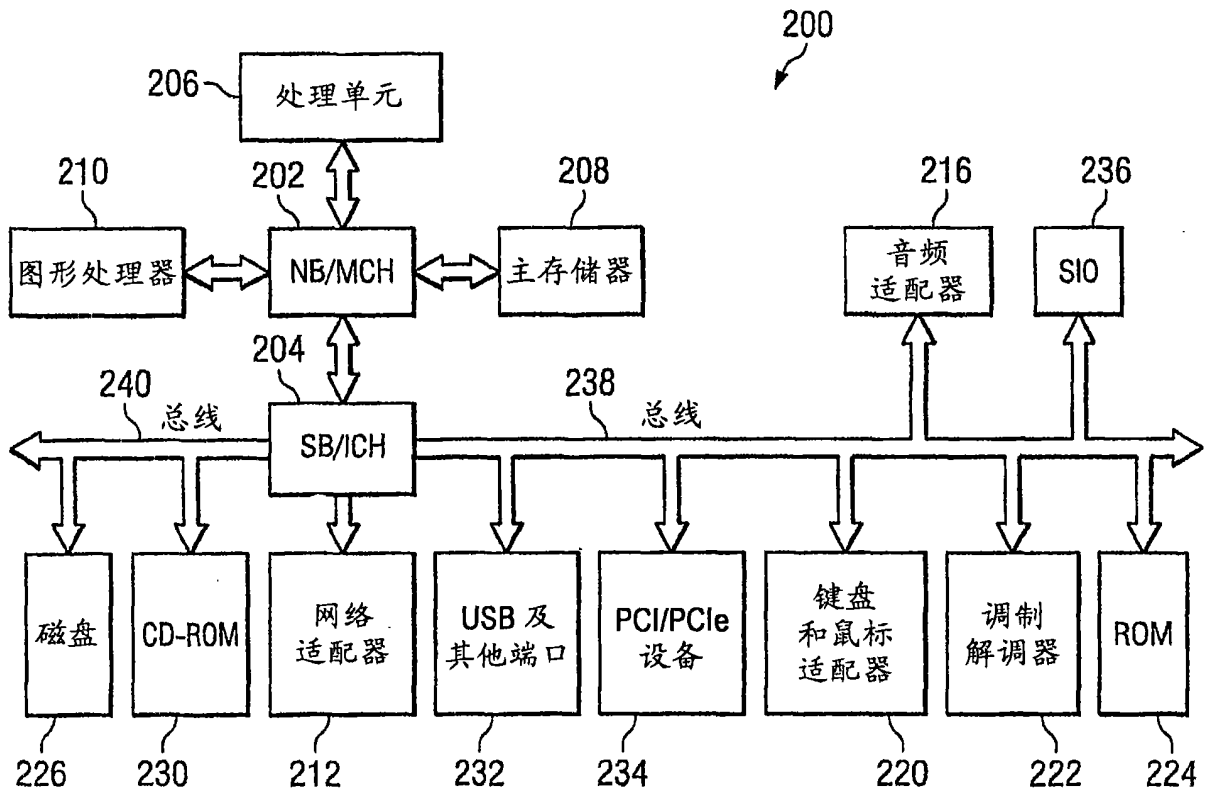 200
206
处理单元
210
202
208
216
236
图形处理器
NB/MCH
主存储器
音频
适配器
SIO
204
240
总线
SB/ICH
238
总线
磁盘
CD-ROM
网络
适配器
USB 及
其他端口
PCI/PCIe
设备
键盘
和鼠标
适配器
调制
解调器
ROM
226
230
212
232
234
220
222
224